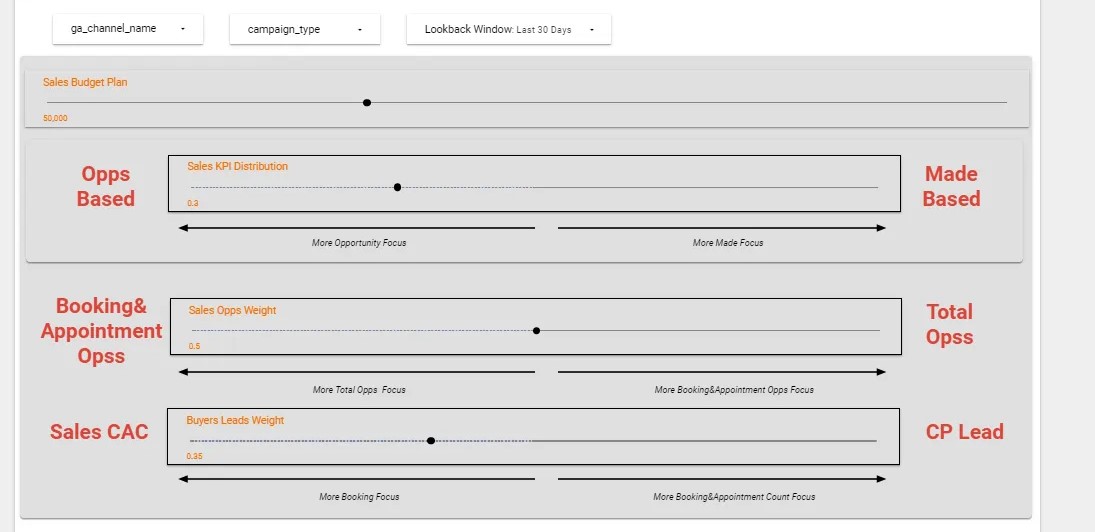 ga_channel_name
campaign_type
Lookback Window: Last 30 Days
Sales Budget Plan
50,000
Opps
Based
Sales KPI Distribution
0.3
Made
Based
More Opportunity Focus
More Made Focus
Booking&
Appointment
Opss
Sales Opps Weight
0.5
Total
Opss
More Total Opps Focus
More Booking&Appointment Opps Focus
Sales CAC
Buyers Leads Weight
0.35
CP Lead
More Booking Focus
More Booking&Appointment Count Focus